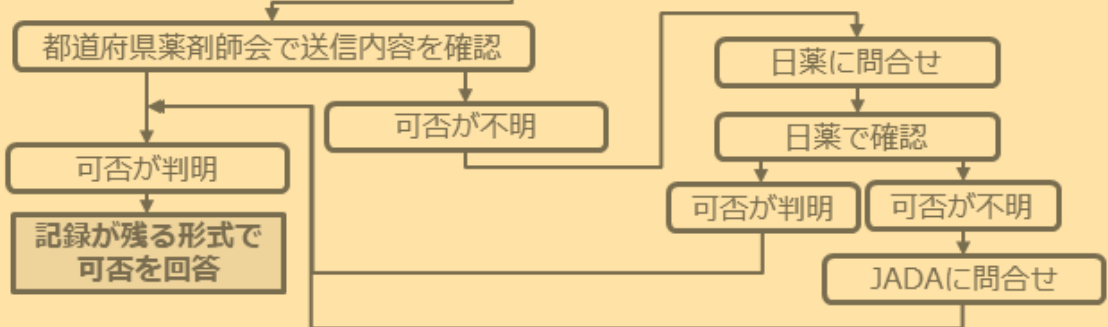 都道府県薬剤師会で送信内容を確認
可否が不明
可否が判明
記録が残る形式で
可否を回答
日薬に問合せ
日薬で確認
可否が判明
可否が不明
JADAに問合せ